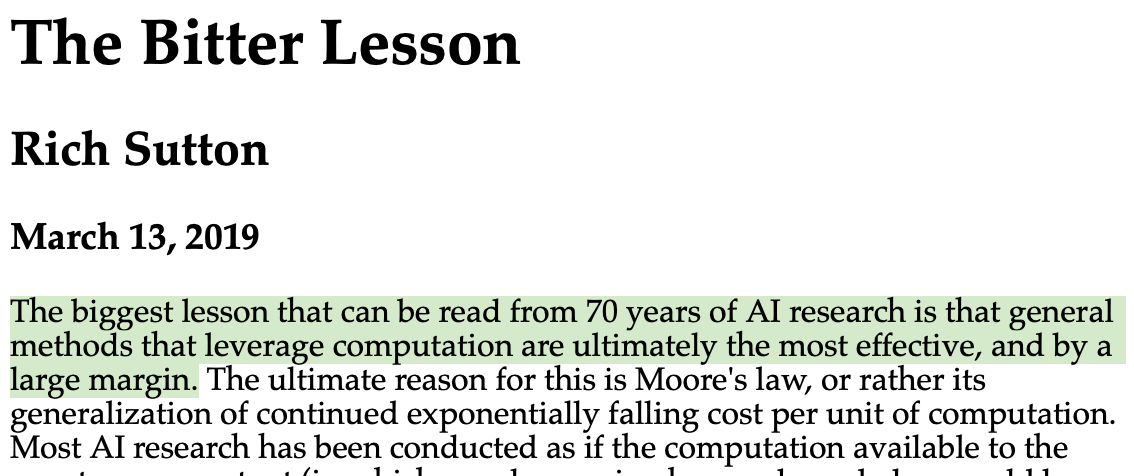 The Bitter Lesson
Rich Sutton
March 13, 2019
The biggest lesson that can be read from 70 years of AI research is that general
methods that leverage computation are ultimately the most effective, and by a
large margin. The ultimate reason for this is Moore's law, or rather its
generalization of continued exponentially falling cost per unit of computation.
Most AI research has been conducted as if the computation available to the